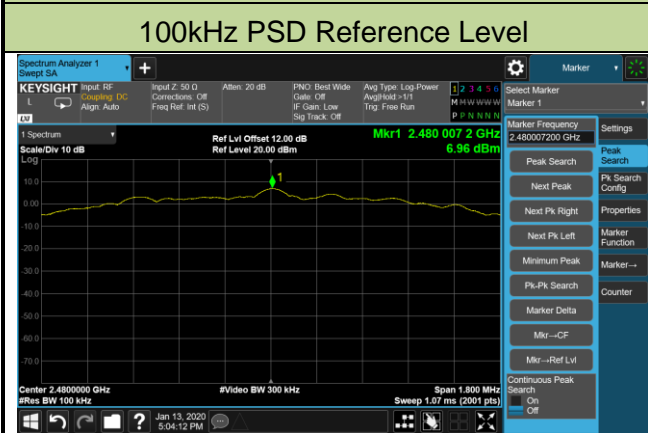 100kHz PSD Reference Level
Spectrum Analyzer 1
Swept SA
+
Marker
KEYSIGHT
L
Input: RF
Coupling: DC
Align: Auto
Input Z: 50 Ω
Corrections: Off
Freq Ref: Int (S)
Atten: 20 dB
PNO: Best Wide
Gate: Off
IF Gain: Low
Sig Track: Off
Avg Type: Log-Power
Avg|Hold:>1/1
Trig: Free Run
1 2 3 4 5 6
M M W W W W
P P N N N N
Select Marker
Marker 1
1 Spectrum
Scale/Div 10 dB
Log
Ref Lvl Offset 12.00 dB
Ref Level 20.00 dBm
Mkr1 2.480 007 2 GHz
6.96 dBm
1
10.0
0.00
-10.0
-20.0
-30.0
-40.0
-50.0
-60.0
-70.0
Center 2.4800000 GHz
#Res BW 100 kHz
#Video BW 300 kHz
Span 1.800 MHz
Sweep 1.07 ms (2001 pts)
Marker Frequency
2.480007200 GHz
Peak Search
Next Peak
Next Pk Right
Next Pk Left
Minimum Peak
Pk-Pk Search
Marker Delta
Mkr→CF
Mkr→Ref Lvl
Continuous Peak
Search
On
Off
Settings
Peak
Search
Pk Search
Config
Properties
Marker
Function
Marker→
Counter
?
Jan 13, 2020
5:04:12 PM